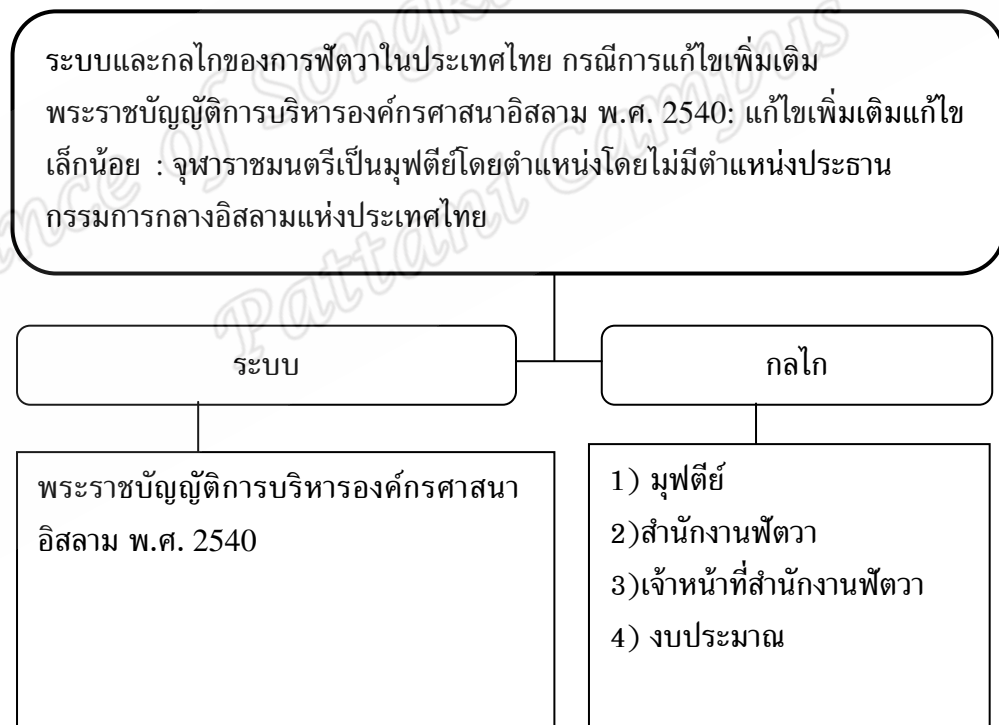 ระบบและกลไกของการฟัตวาในประเทศไทย กรณีการแก้ไขเพิ่มเติม
พระราชบัญญัติการบริหารองค์กรศาสนาอิสลาม พ.ศ. 2540: แก้ไขเพิ่มเติมแก้ไข
เล็กน้อย : จุฬาราชมนตรีเป็นมุฟตีย์โดยตำแหน่งโดยไม่มีตำแหน่งประธาน
กรรมการกลางอิสลามแห่งประเทศไทย
ระบบ
กลไก
พระราชบัญญัติการบริหารองค์กรศาสนา
อิสลาม พ.ศ. 2540
1) มุฟตีย์
2)สำนักงานฟัตวา
3)เจ้าหน้าที่สำนักงานฟัตวา
4) งบประมาณ
Pattani Campus